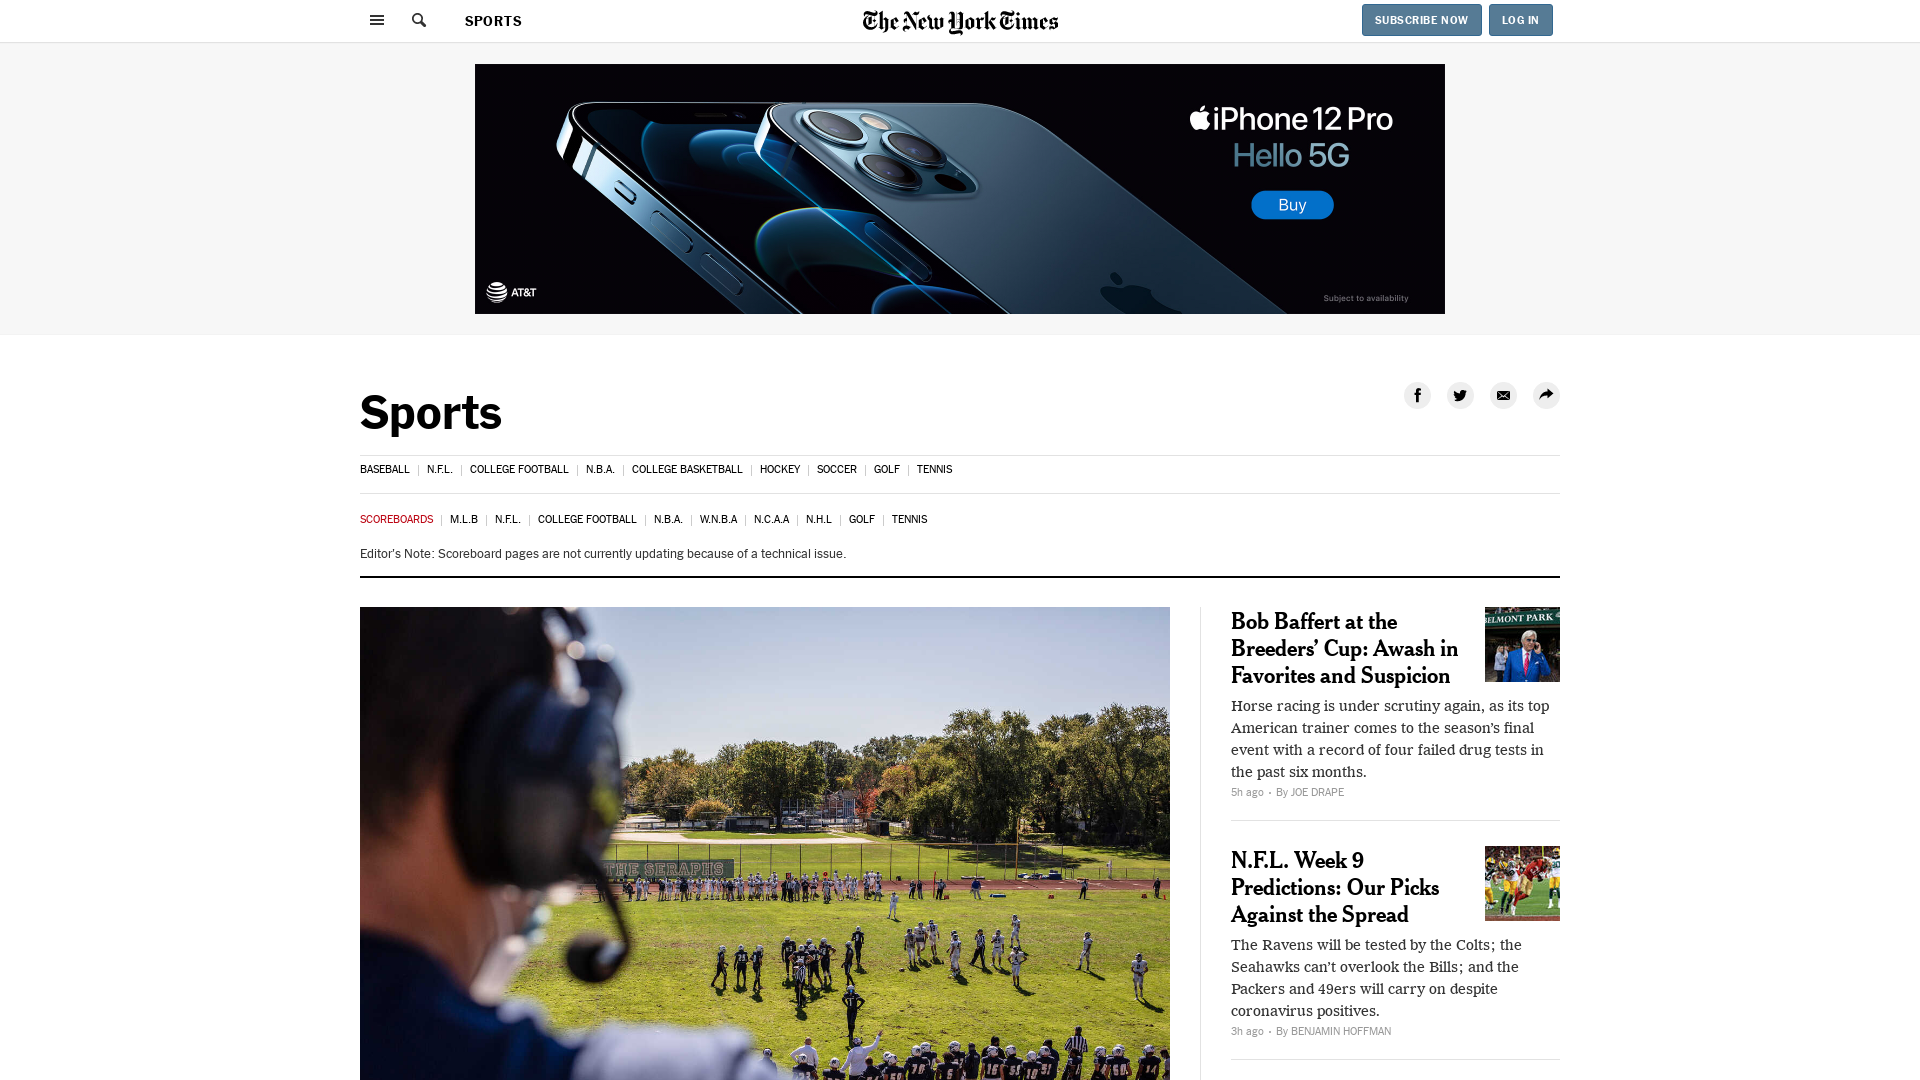 SPORTS
The New York Times
SUBSCRIBE NOW
LOG IN
iPhone 12 Pro
Hello 5G
Buy
AT&T
Subject to availability
Sports
BASEBALL
N.F.L.
COLLEGE FOOTBALL
N.B.A.
COLLEGE BASKETBALL
HOCKEY
SOCCER
GOLF
TENNIS
SCOREBOARDS
M.L.B
N.F.L.
COLLEGE FOOTBALL
N.B.A.
W.N.B.A
N.C.A.A
N.H.L
GOLF
TENNIS
Editor's Note: Scoreboard pages are not currently updating because of a technical issue.
THE SERAPHS
Bob Baffert at the
Breeders’ Cup: Awash in
Favorites and Suspicion
BELMONT PARK
Horse racing is under scrutiny again, as its top
American trainer comes to the season’s final
event with a record of four failed drug tests in
the past six months.
5h ago • By JOE DRAPE
N.F.L. Week 9
Predictions: Our Picks
Against the Spread
The Ravens will be tested by the Colts; the
Seahawks can’t overlook the Bills; and the
Packers and 49ers will carry on despite
coronavirus positives.
3h ago • By BENJAMIN HOFFMAN